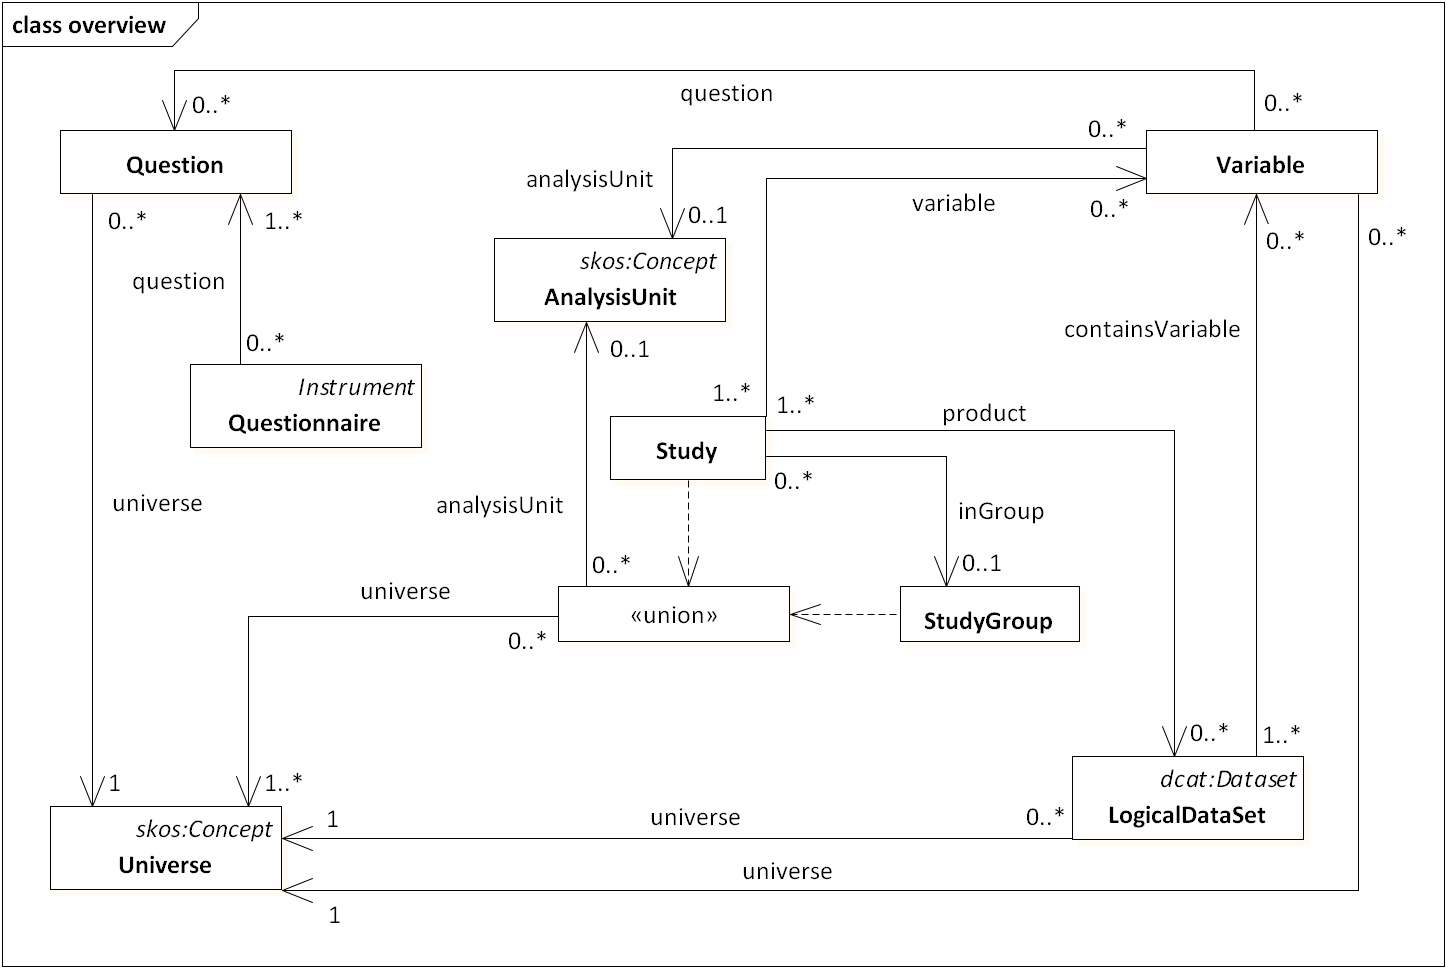 class overview
question
0..*
0..*
0..*
Question
Variable
analysisUnit
variable
0..*
0..*
1..*
0..1
0..*
0..*
skos:Concept
AnalysisUnit
question
containsVariable
0..*
0..1
Instrument
Questionnaire
1..*
1..*
product
Study
0..*
universe
analysisUnit
inGroup
0..*
0..1
universe
«union»
StudyGroup
0..*
0..*
1..*
1
1..*
dcat:Dataset
LogicalDataSet
skos:Concept
Universe
1
universe
0..*
universe
1